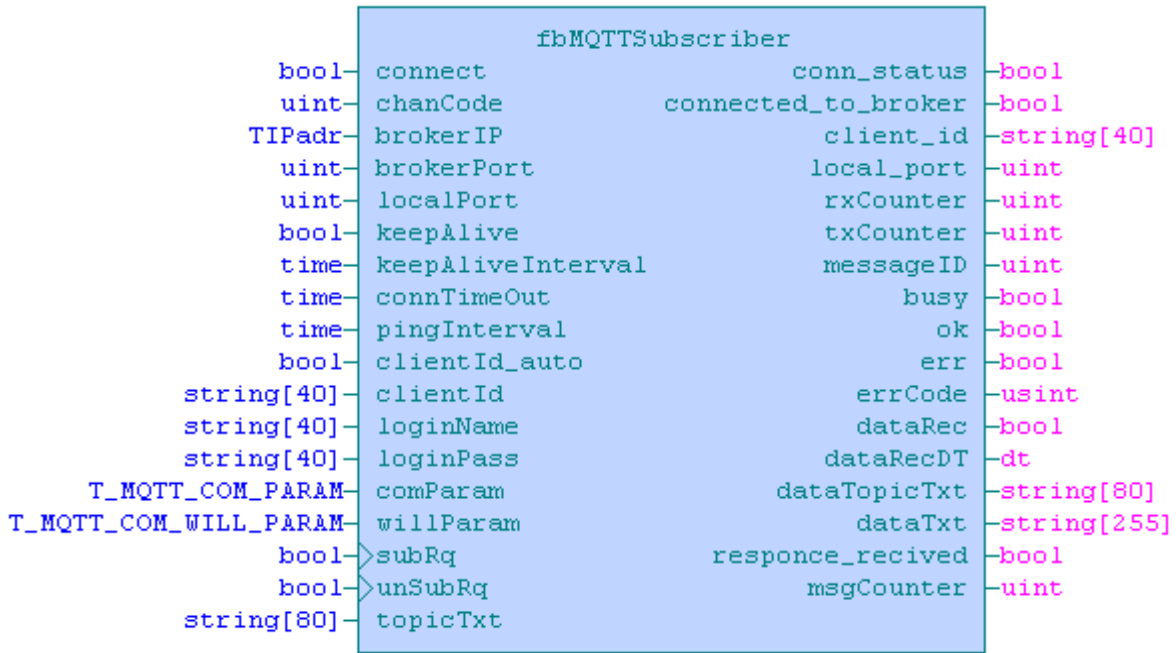 fbMQTTSubscriber
bool connect conn_status bool
uint chanCode connected_to_broker bool
TIPadr brokerIP client_id string[40]
uint brokerPort local_port uint
uint localPort rxCounter uint
bool keepAlive txCounter uint
time keepAliveInterval messageID uint
time connTimeOut busy bool
time pingInterval ok bool
bool clientId_auto err bool
string[40] clientId errCode usint
string[40] loginName dataRec bool
string[40] loginPass dataRecDT dt
T_MQTT_COM_PARAM comParam dataTopicTxt string[80]
T_MQTT_COM_WILL_PARAM willParam dataTxt string[255]
bool subRq responce_recived bool
bool unSubRq msgCounter uint
string[80] topicTxt